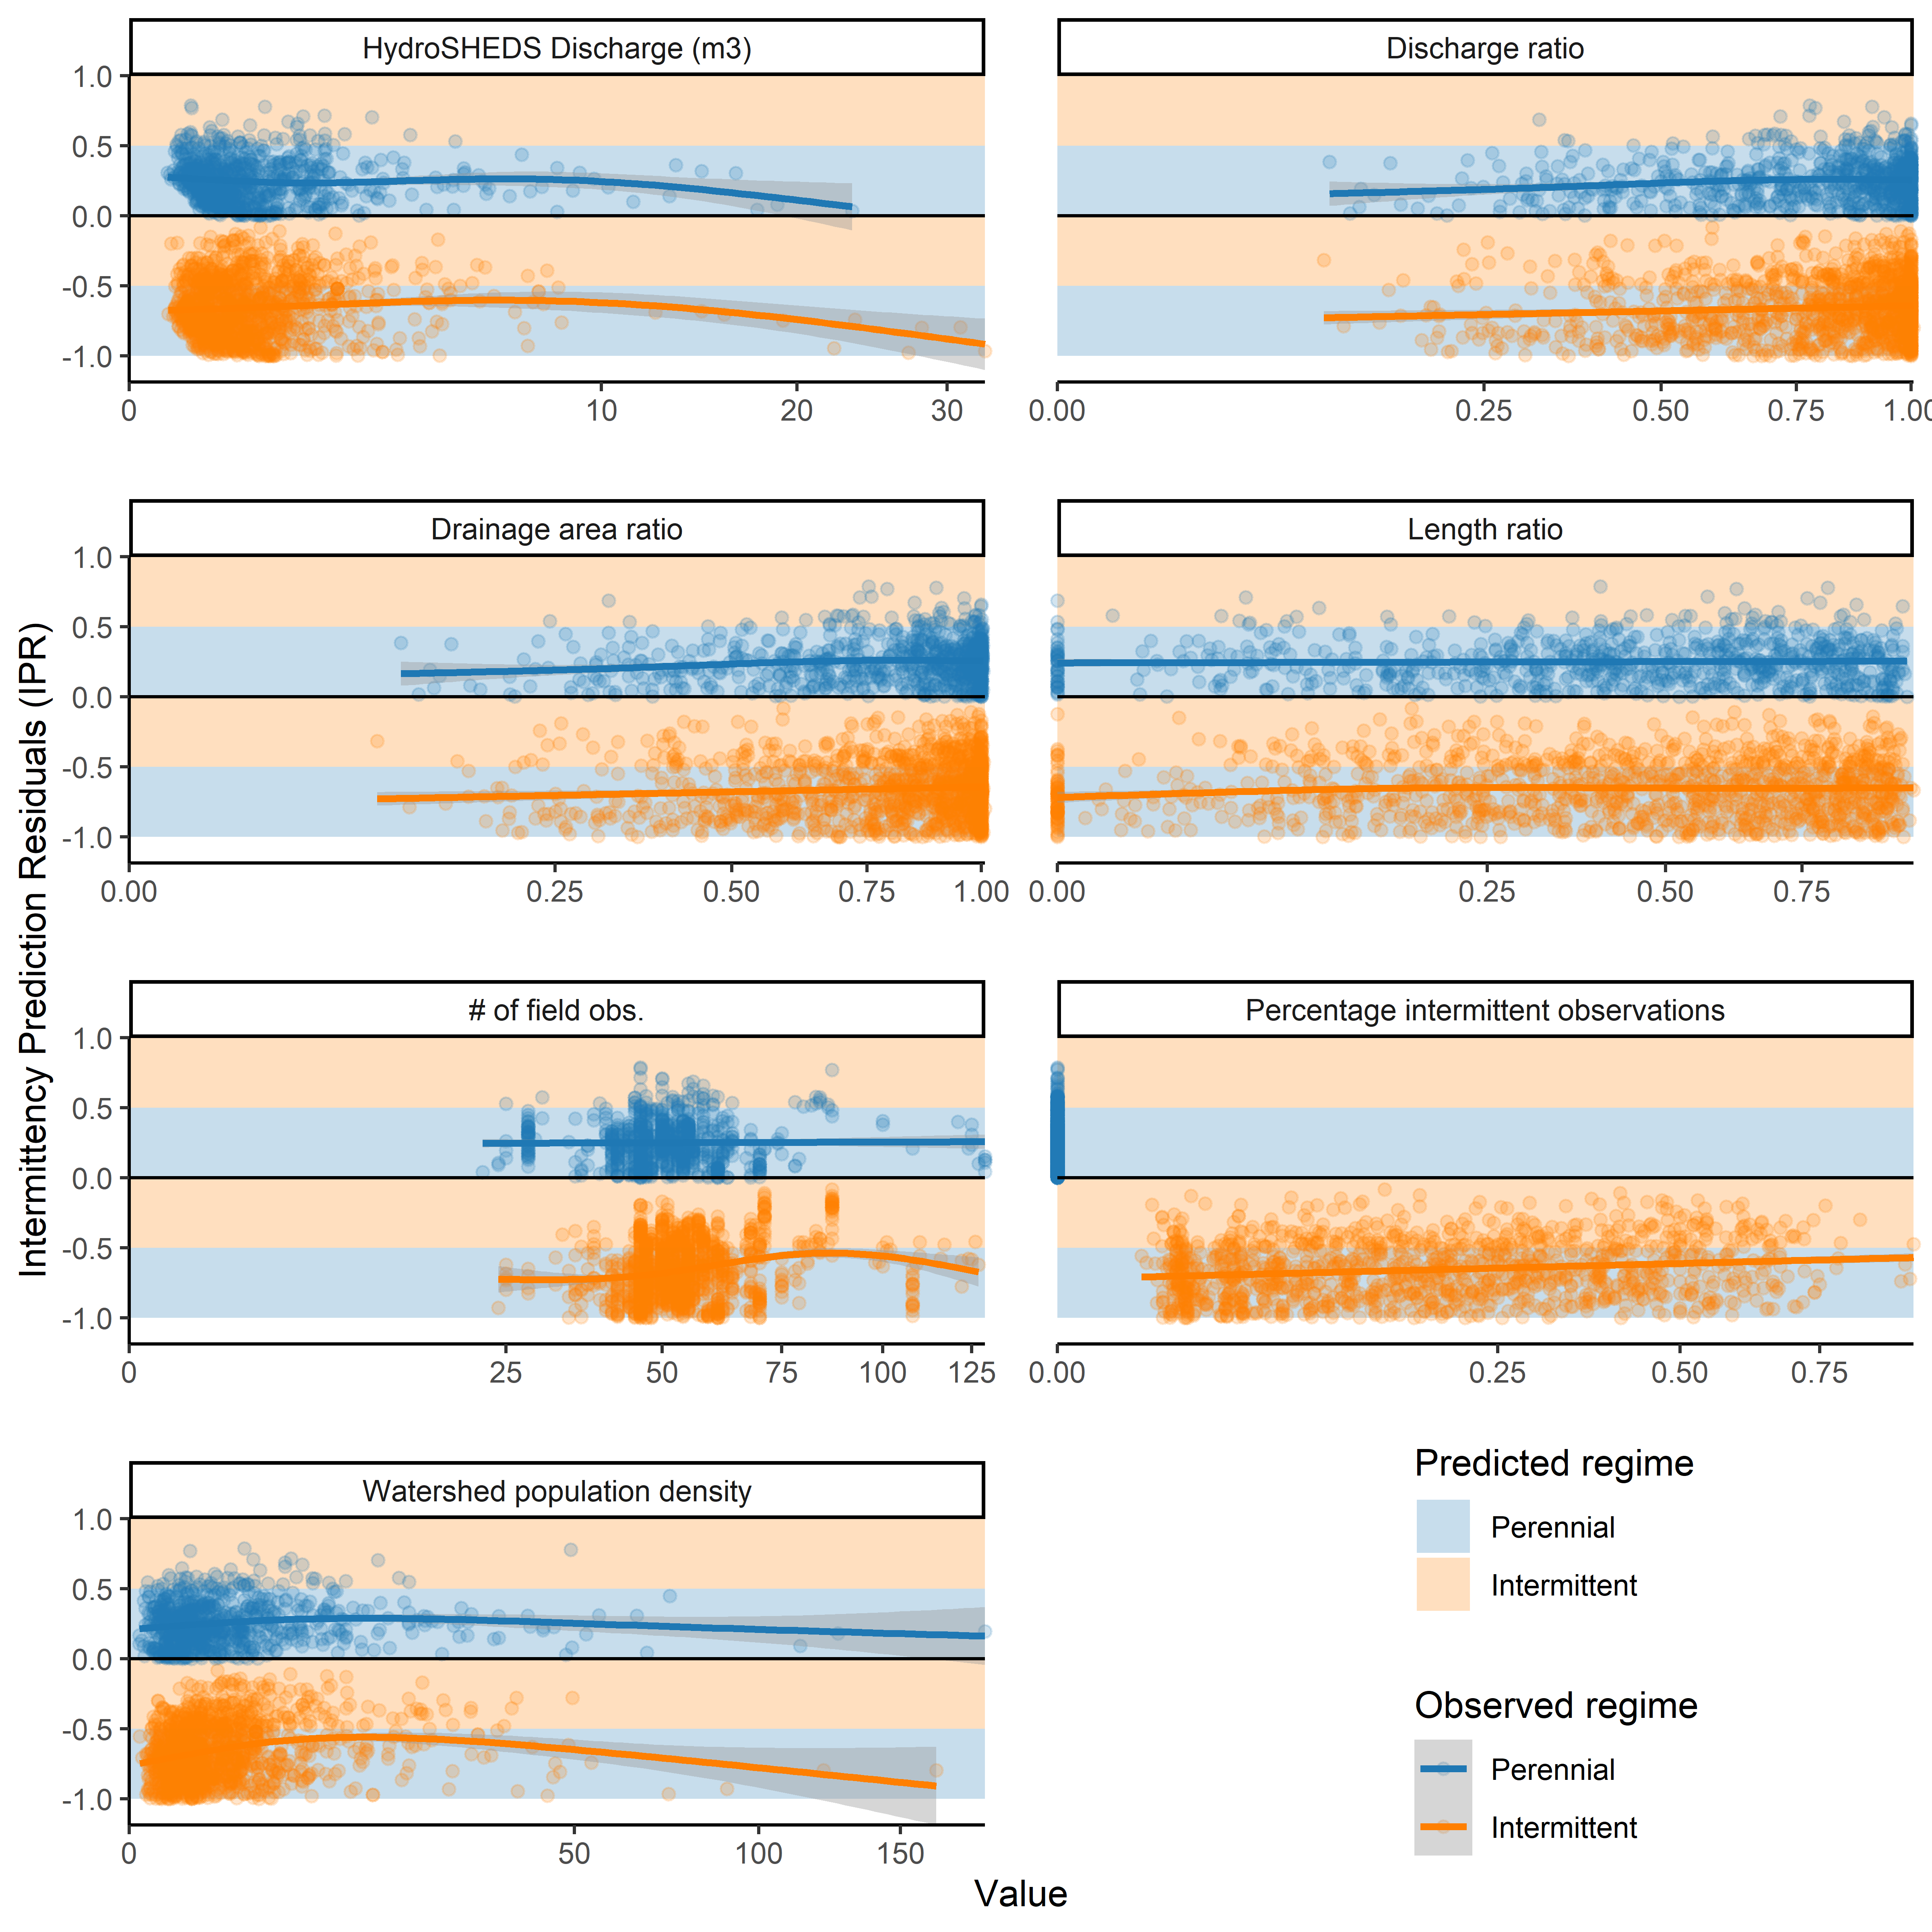 HydroSHEDS Discharge (m3)
Discharge ratio
1.0
0.5
0.0
-0.5
-1.0
0 10 20 30
0.00 0.25 0.50 0.75 1.00
Drainage area ratio
Length ratio
1.0
0.5
0.0
-0.5
-1.0
0.00 0.25 0.50 0.75 1.00
0.00 0.25 0.50 0.75
Intermittency Prediction Residuals (IPR)
# of field obs.
Percentage intermittent observations
1.0
0.5
0.0
-0.5
-1.0
0 25 50 75 100 125
0.00 0.25 0.50 0.75
Watershed population density
1.0
0.5
0.0
-0.5
-1.0
0 50 100 150
Value
Predicted regime
Perennial
Intermittent
Observed regime
Perennial
Intermittent